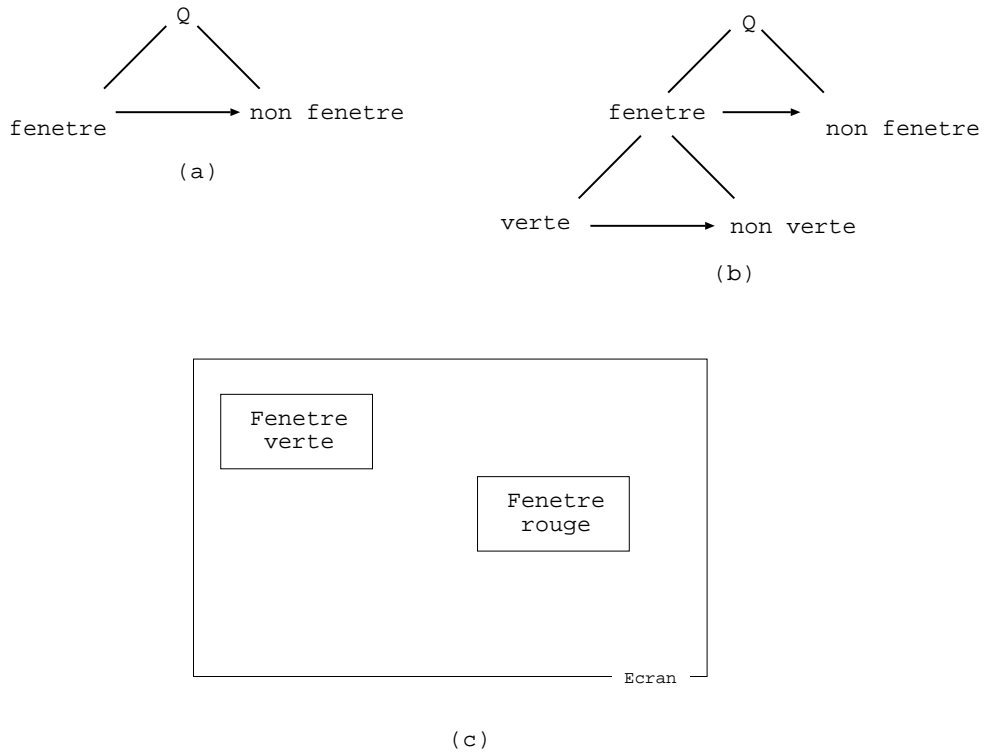 Q
fenetre
non fenetre
(a)
Q
fenetre
non fenetre
verte
non verte
(b)
Fenetre
verte
Fenetre
rouge
Ecran
(c)